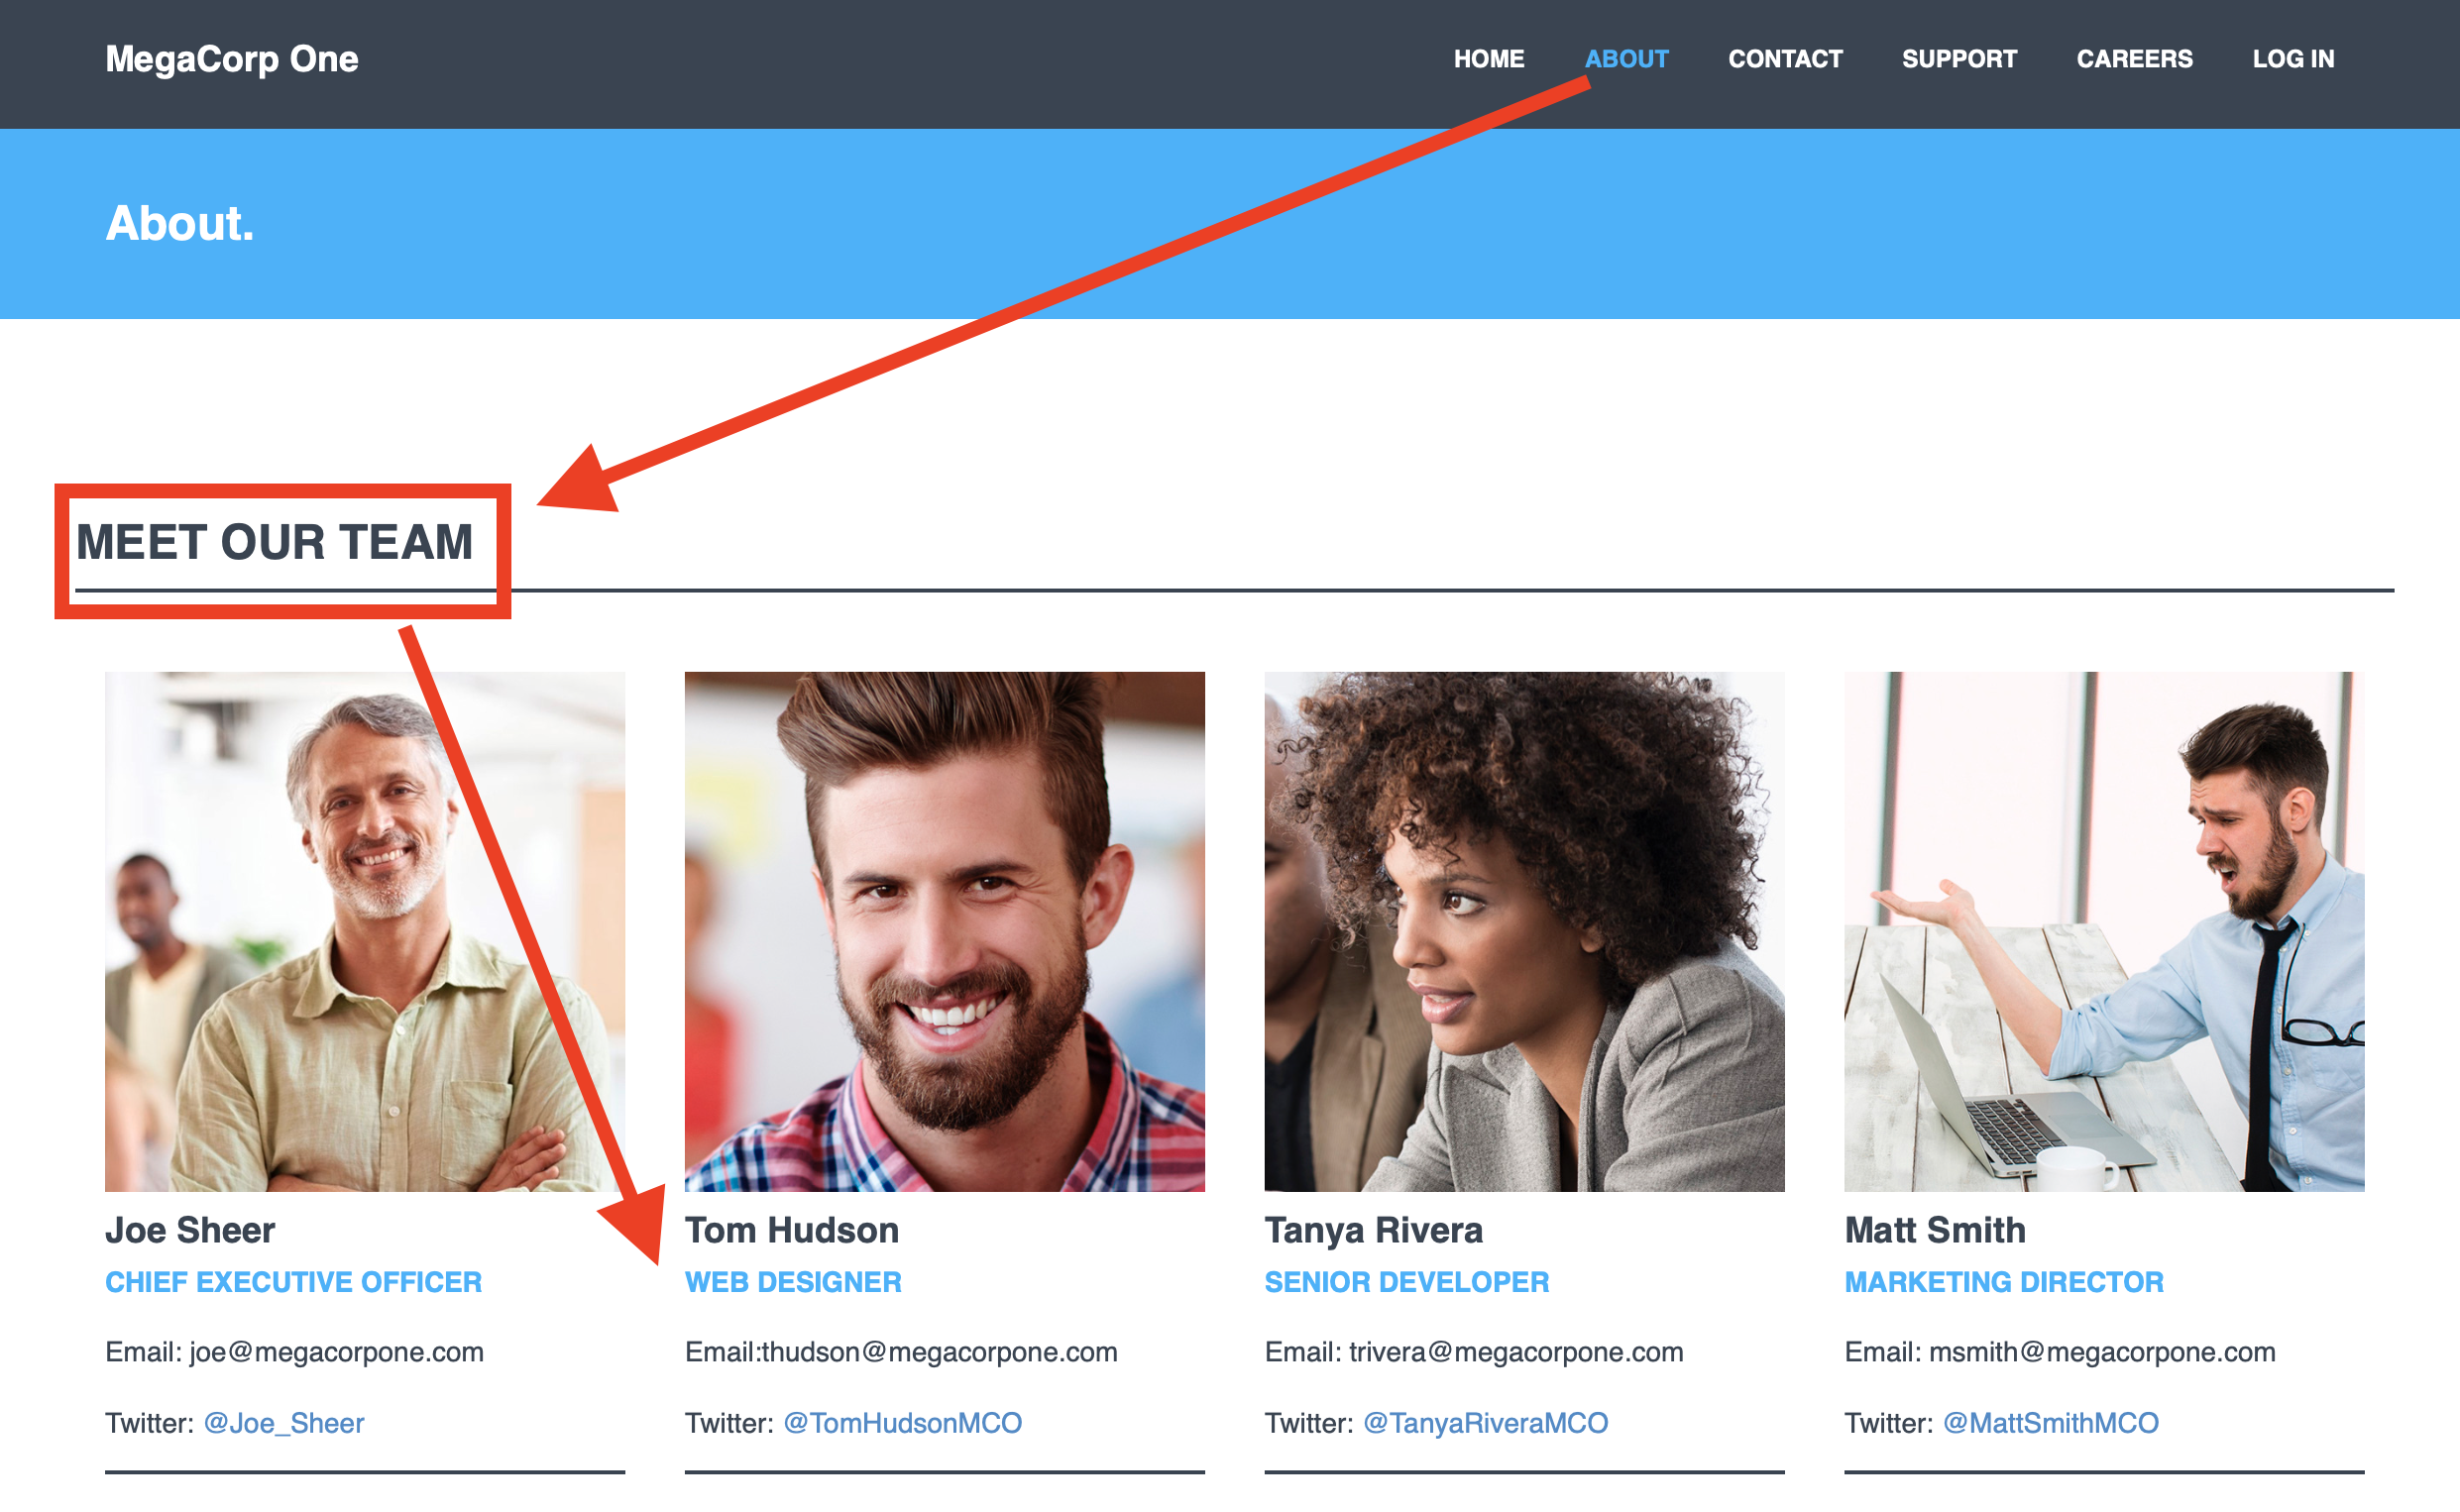 MegaCorp One
HOME ABOUT CONTACT SUPPORT CAREERS LOG IN
About.
MEET OUR TEAM
Joe Sheer
CHIEF EXECUTIVE OFFICER
Email: joe@megacorpone.com
Twitter: @Joe_Sheer
Tom Hudson
WEB DESIGNER
Email:thudson@megacorpone.com
Twitter: @TomHudsonMCO
Tanya Rivera
SENIOR DEVELOPER
Email: trivera@megacorpone.com
Twitter: @TanyaRiveraMCO
Matt Smith
MARKETING DIRECTOR
Email: msmith@megacorpone.com
Twitter: @MattSmithMCO